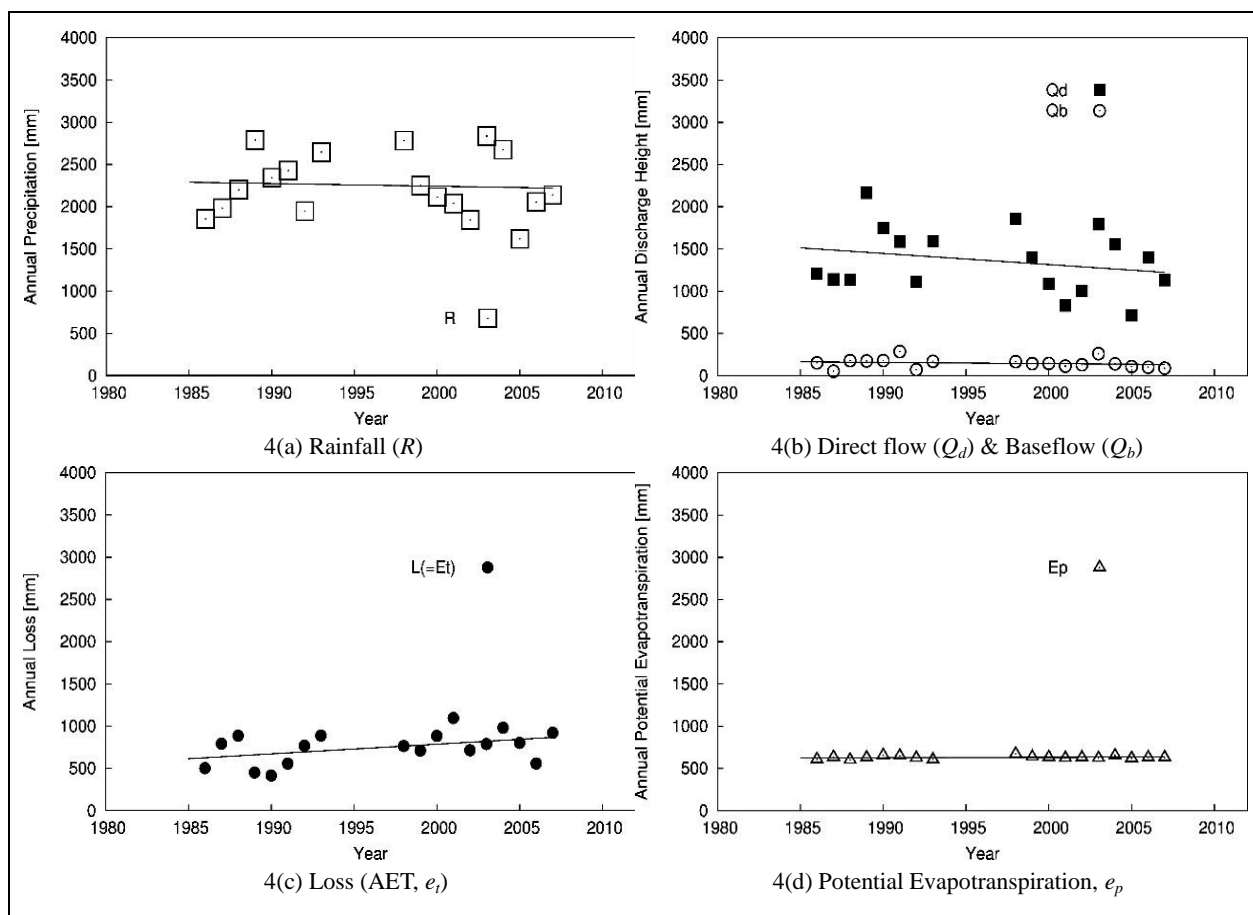 4000
3500
3000
2500
2000
1500
1000
500
0
1980 1985 1990 1995 2000 2005 2010
Annual Precipitation [mm]
Year
R
4(a) Rainfall (R)
4000
3500
3000
2500
2000
1500
1000
500
0
1980 1985 1990 1995 2000 2005 2010
Annual Discharge Height [mm]
Year
Qd
Qb
4(b) Direct flow (Qd) & Baseflow (Qb)
4000
3500
3000
2500
2000
1500
1000
500
0
1980 1985 1990 1995 2000 2005 2010
Annual Loss [mm]
Year
L(=Et)
4(c) Loss (AET, et)
4000
3500
3000
2500
2000
1500
1000
500
0
1980 1985 1990 1995 2000 2005 2010
Annual Potential Evapotranspiration [mm]
Year
Ep
4(d) Potential Evapotranspiration, ep